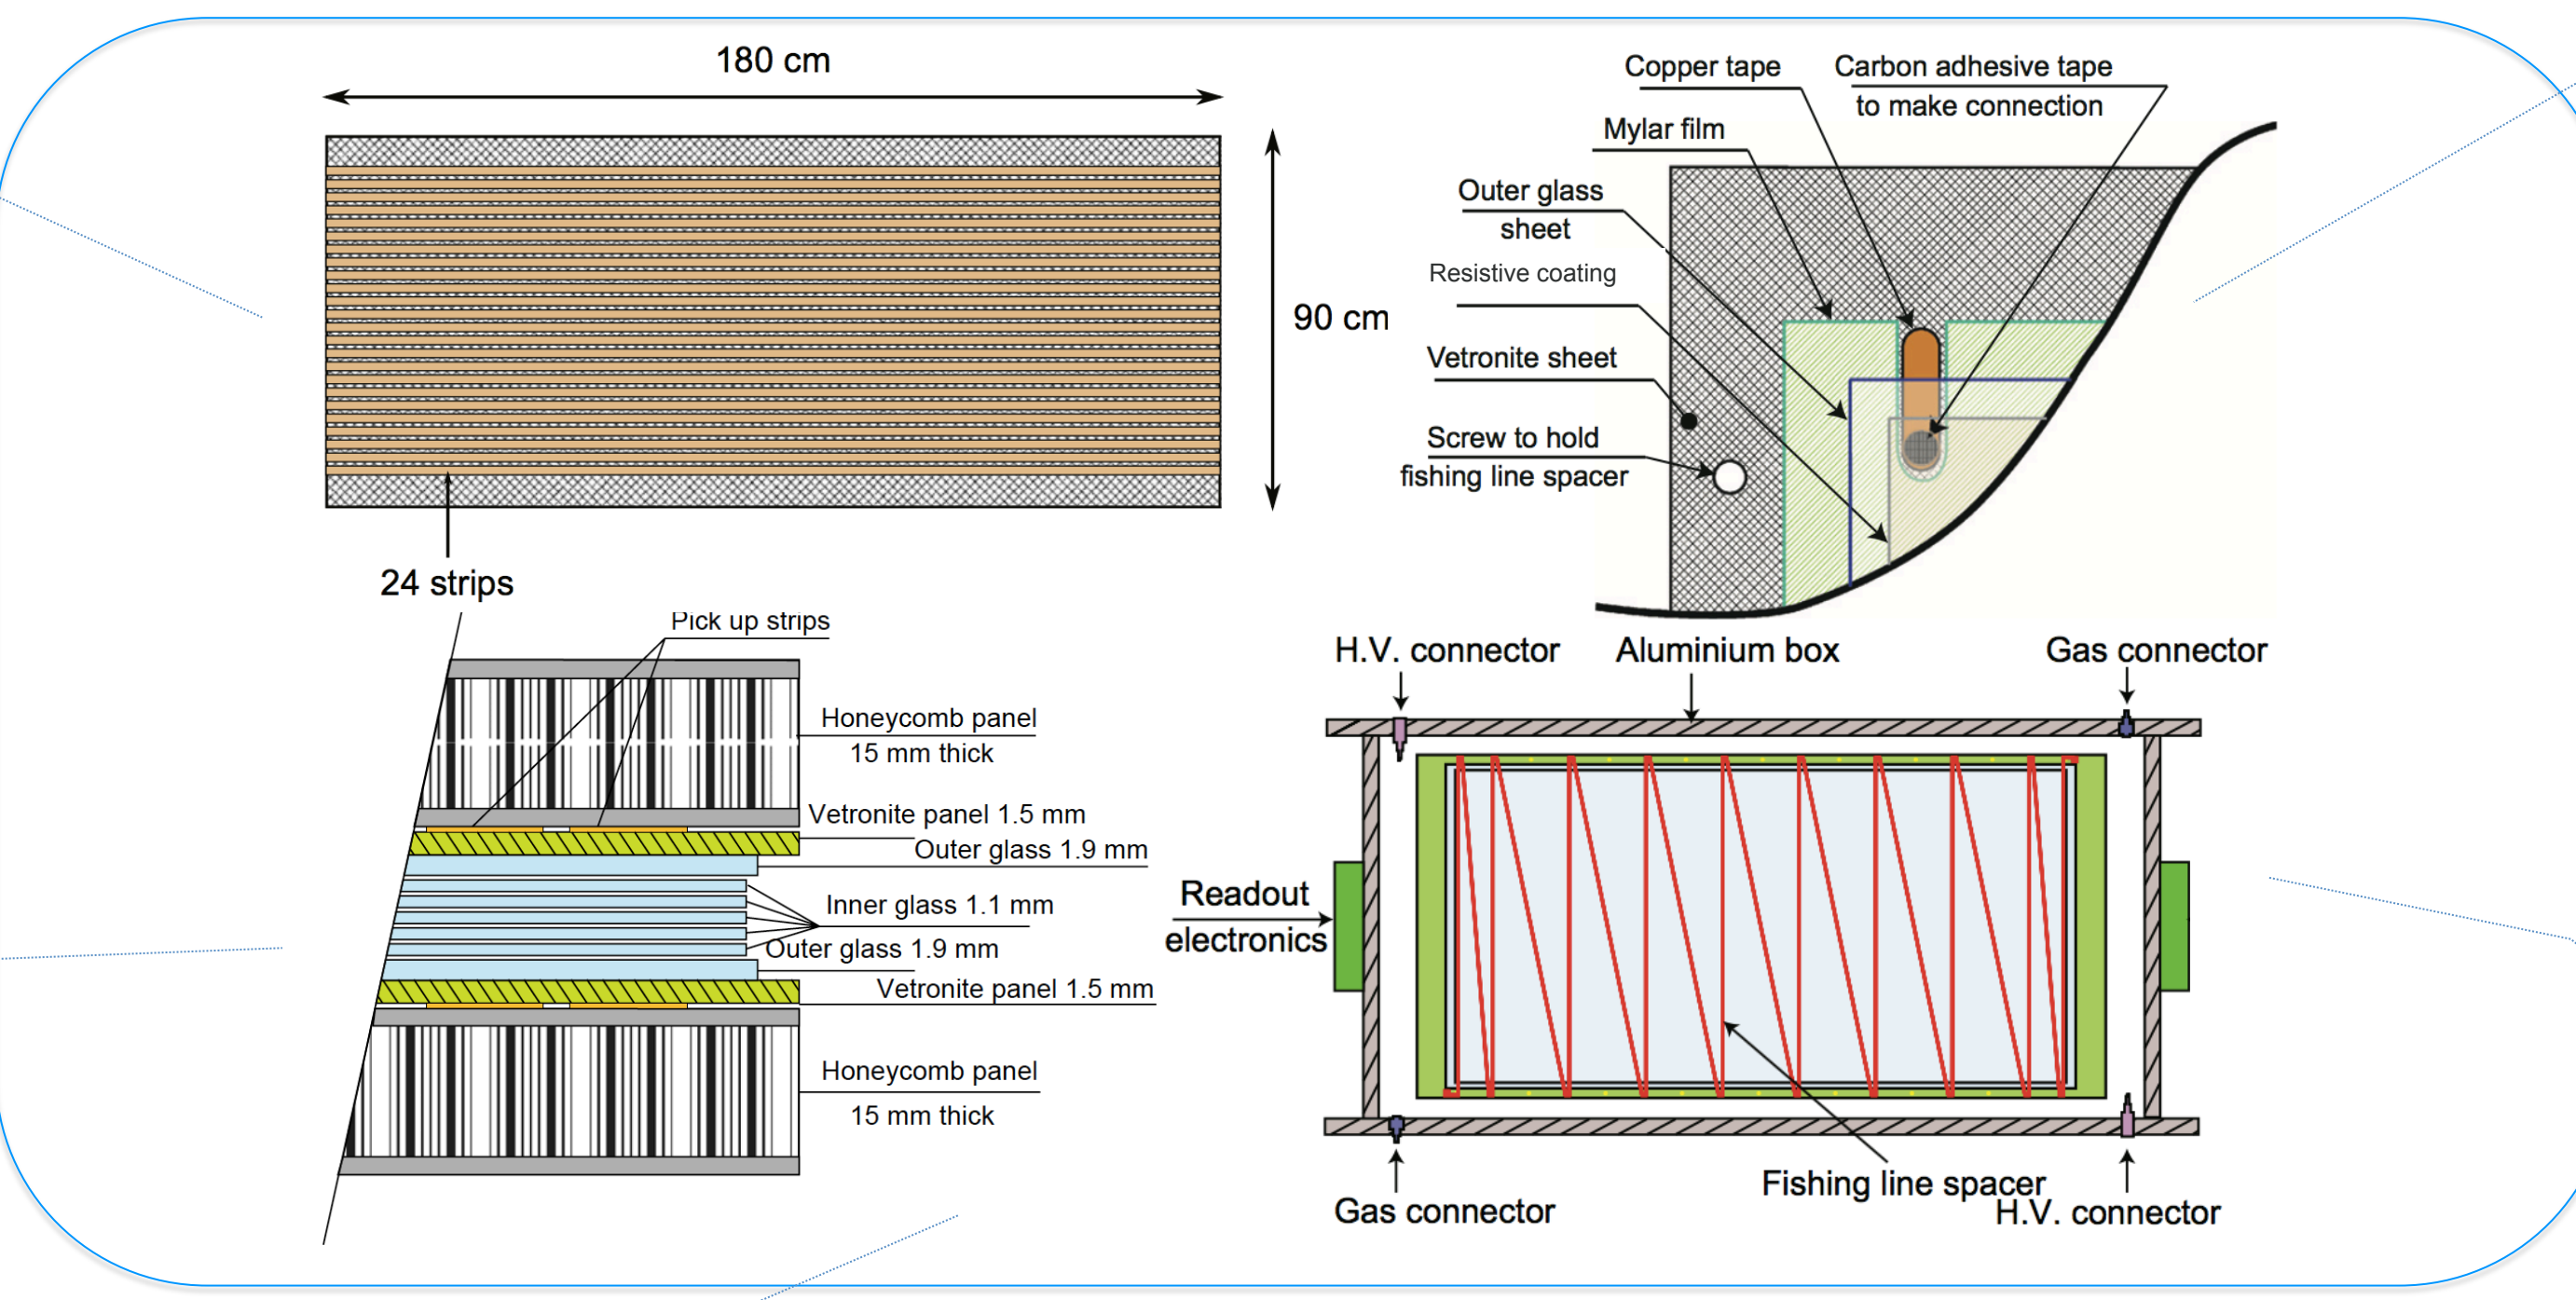 180 cm
90 cm
24 strips
Copper tape
Carbon adhesive tape
to make connection
Mylar film
Outer glass
sheet
Resistive coating
Vetronite sheet
Screw to hold
fishing line spacer
Pick up strips
Honeycomb panel
15 mm thick
Vetronite panel 1.5 mm
Outer glass 1.9 mm
Inner glass 1.1 mm
Outer glass 1.9 mm
Vetronite panel 1.5 mm
Honeycomb panel
15 mm thick
H.V. connector
Aluminium box
Gas connector
Readout
electronics
Fishing line spacer
Gas connector
H.V. connector